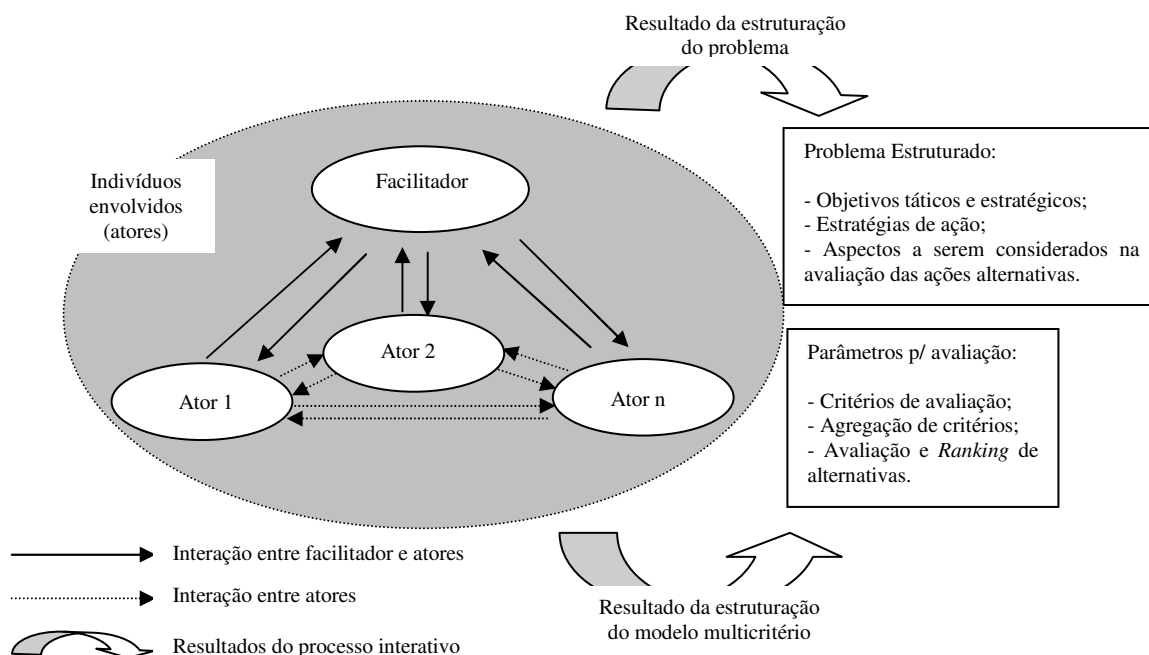 Resultado da estruturação
do problema
Indivíduos
envolvidos
(atores)
Facilitador
Ator 2
Ator 1
Ator n
Problema Estruturado:
- Objetivos táticos e estratégicos;
- Estratégias de ação;
- Aspectos a serem considerados na
avaliação das ações alternativas.
Parâmetros p/ avaliação:
- Critérios de avaliação;
- Agregação de critérios;
- Avaliação e Ranking de
alternativas.
Interação entre facilitador e atores
Interação entre atores
Resultados do processo interativo
Resultado da estruturação
do modelo multicritério